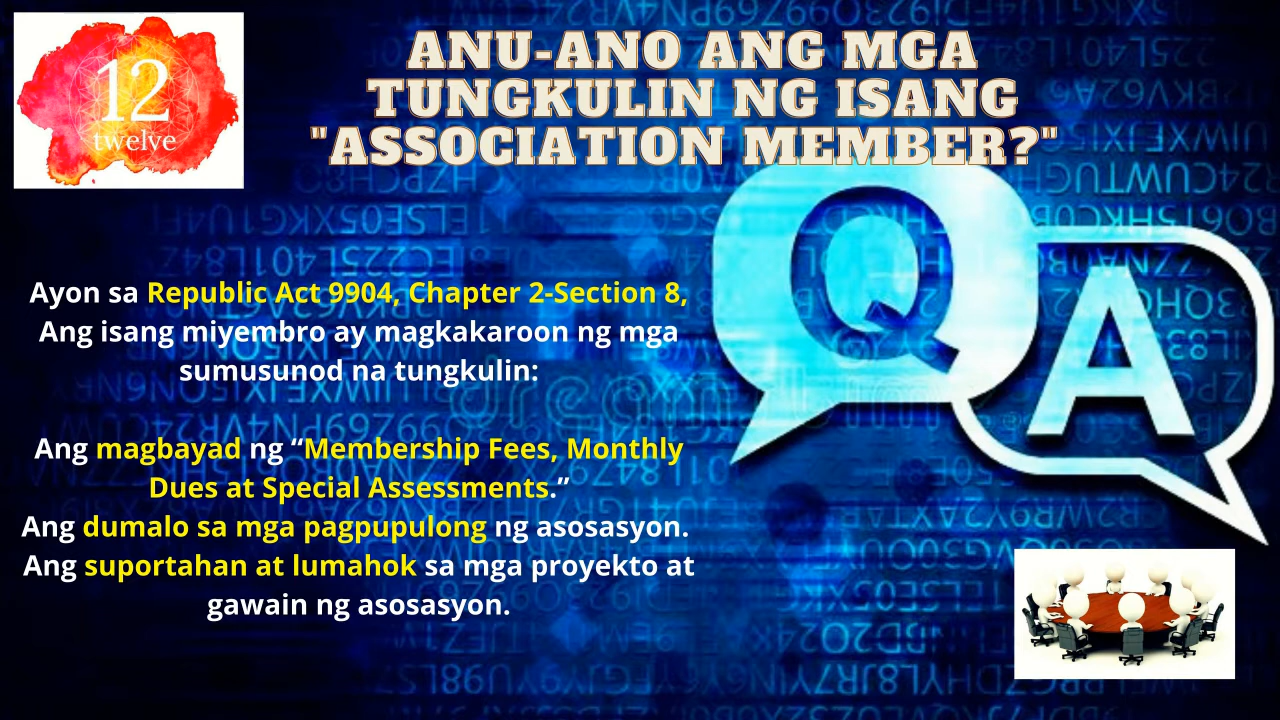 12
twelve
ANU-ANO ANG MGA
TUNGKULIN NG ISANG
"ASSOCIATION MEMBER?"
Q
A
Ayon sa Republic Act 9904, Chapter 2-Section 8,
Ang isang miyembro ay magkakaroon ng mga
sumusunod na tungkulin:
Ang magbayad ng “Membership Fees, Monthly
Dues at Special Assessments.”
Ang dumalo sa mga pagpupulong ng asosasyon.
Ang suportahan at lumahok sa mga proyekto at
gawain ng asosasyon.